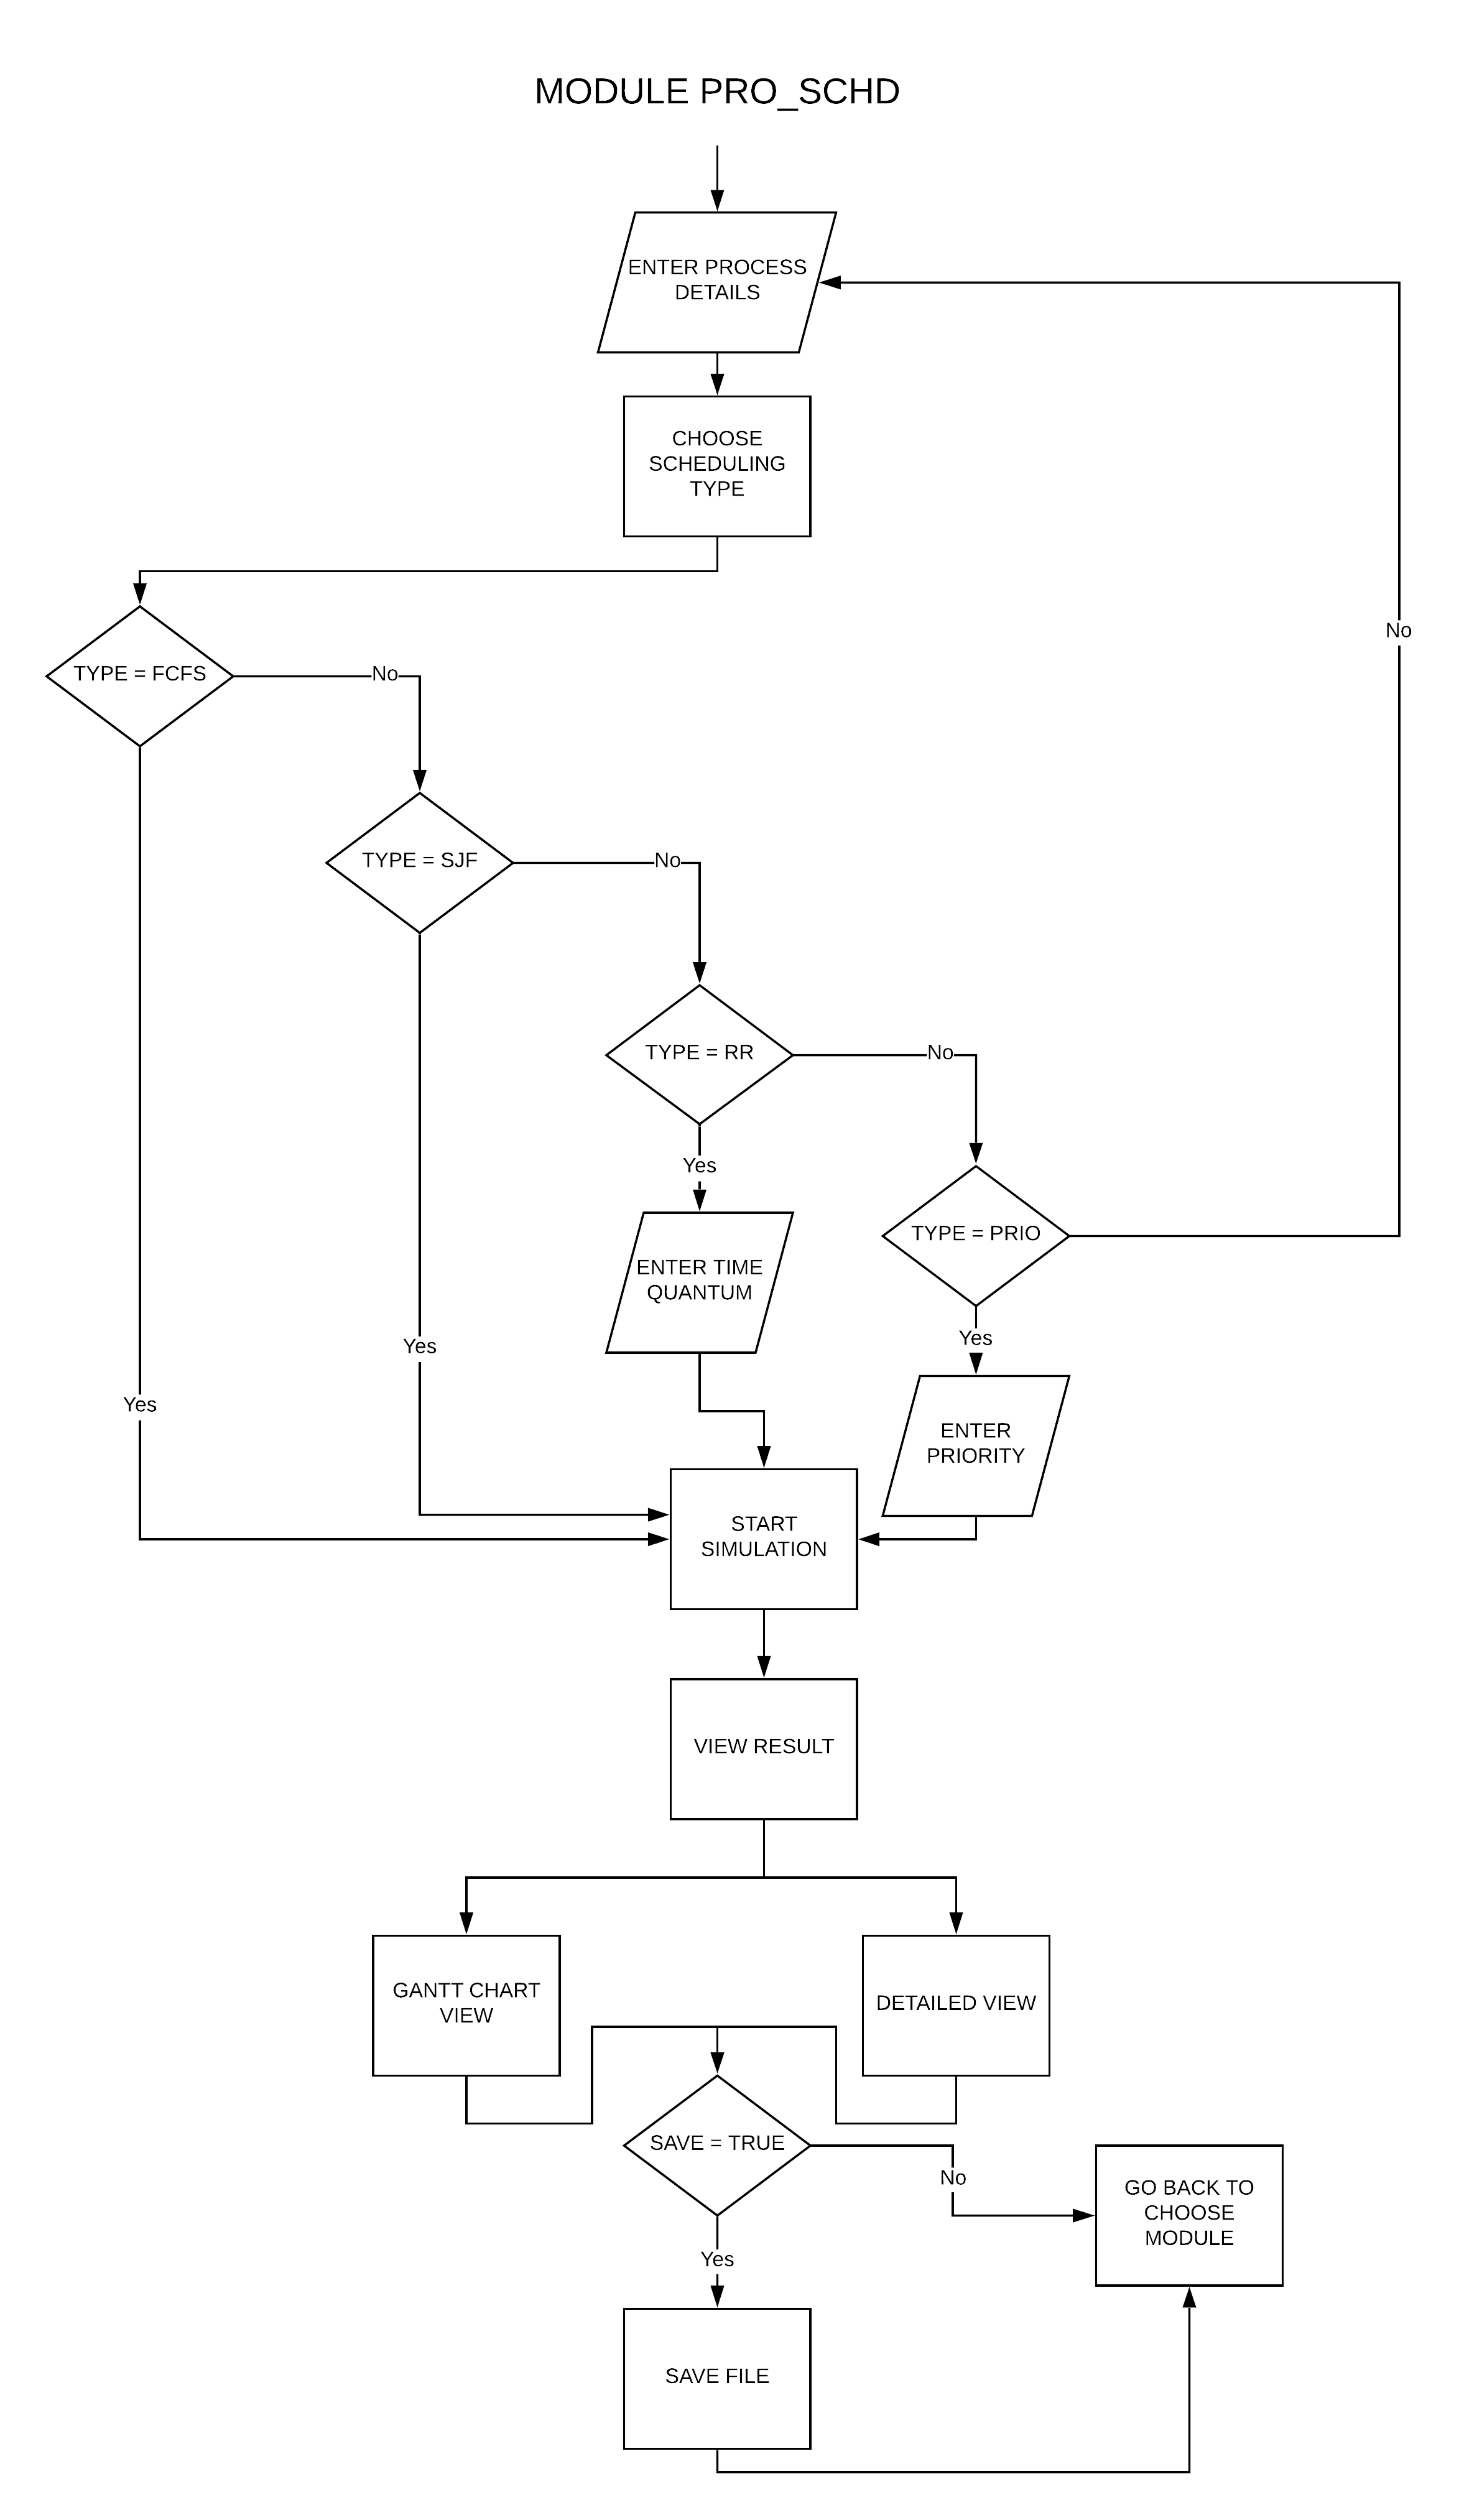 MODULE PRO_SCHD
ENTER PROCESS
DETAILS
CHOOSE
SCHEDULING
TYPE
No
TYPE = FCFS
No
TYPE = SJF
No
TYPE = RR
No
Yes
TYPE = PRIO
ENTER TIME
QUANTUM
Yes
Yes
Yes
ENTER
PRIORITY
START
SIMULATION
VIEW RESULT
GANTT CHART
VIEW
DETAILED VIEW
SAVE = TRUE
No
GO BACK TO
CHOOSE
MODULE
Yes
SAVE FILE